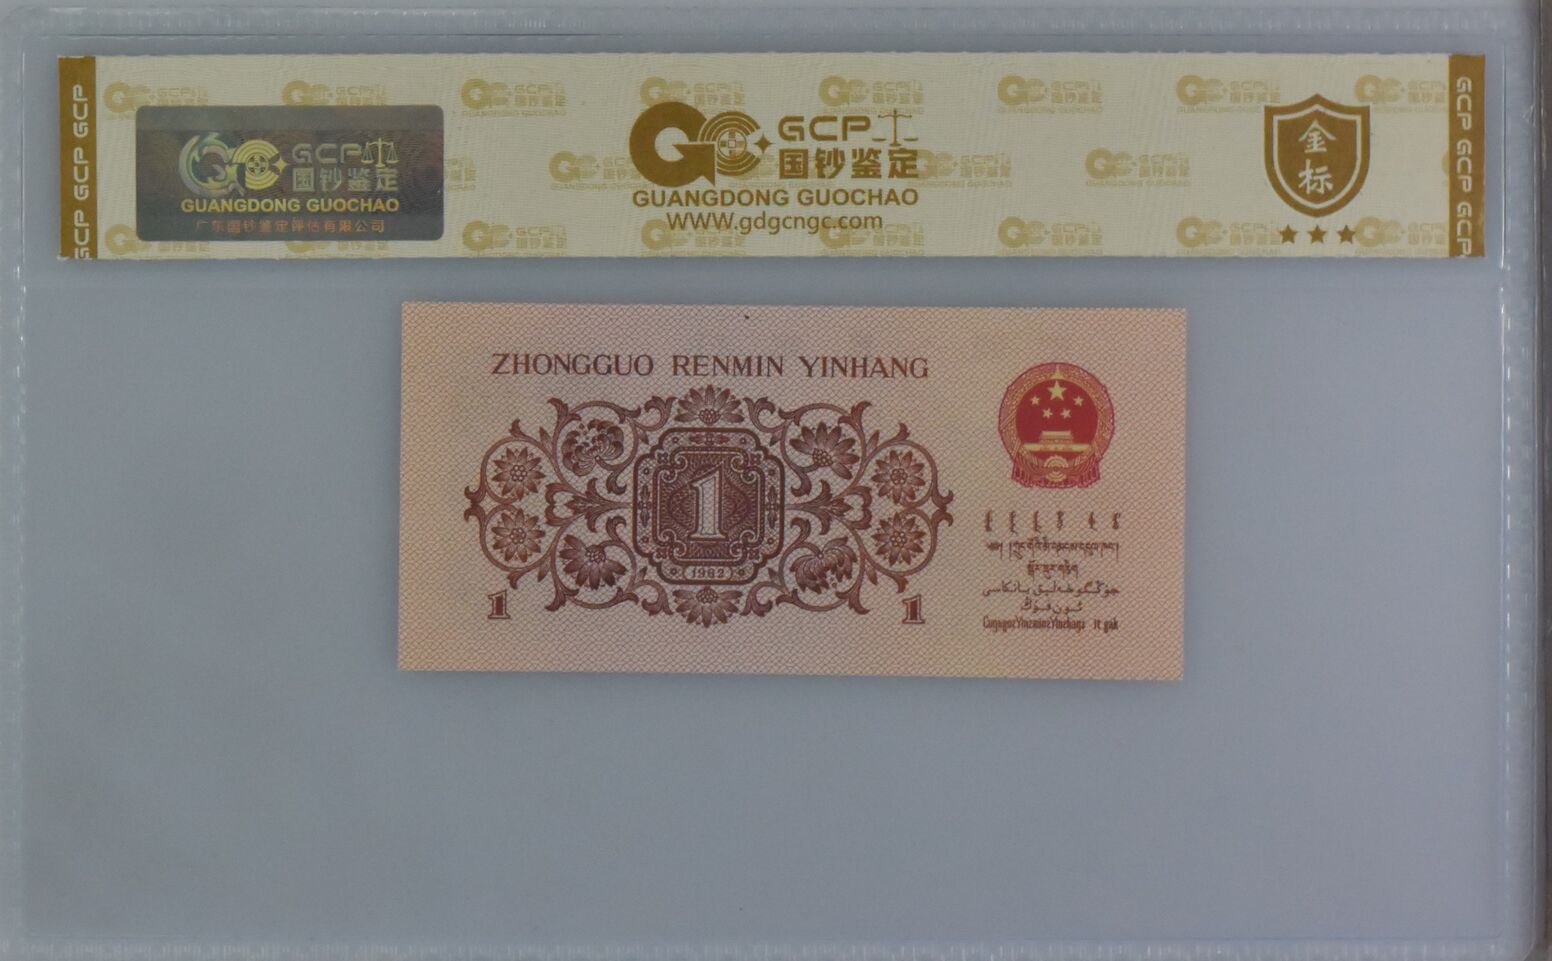 GCP GCP GCP
GCP
国钞鉴定
GUANGDONG GUOCHAO
广东国钞鉴定评估有限公司
GCP
国钞鉴定
GUANGDONG GUOCHAO
WWW.gdgcngc.com
金标
GCP GCP GCP
ZHONGGUO RENMIN YINHANG
1
(1962)
1 1